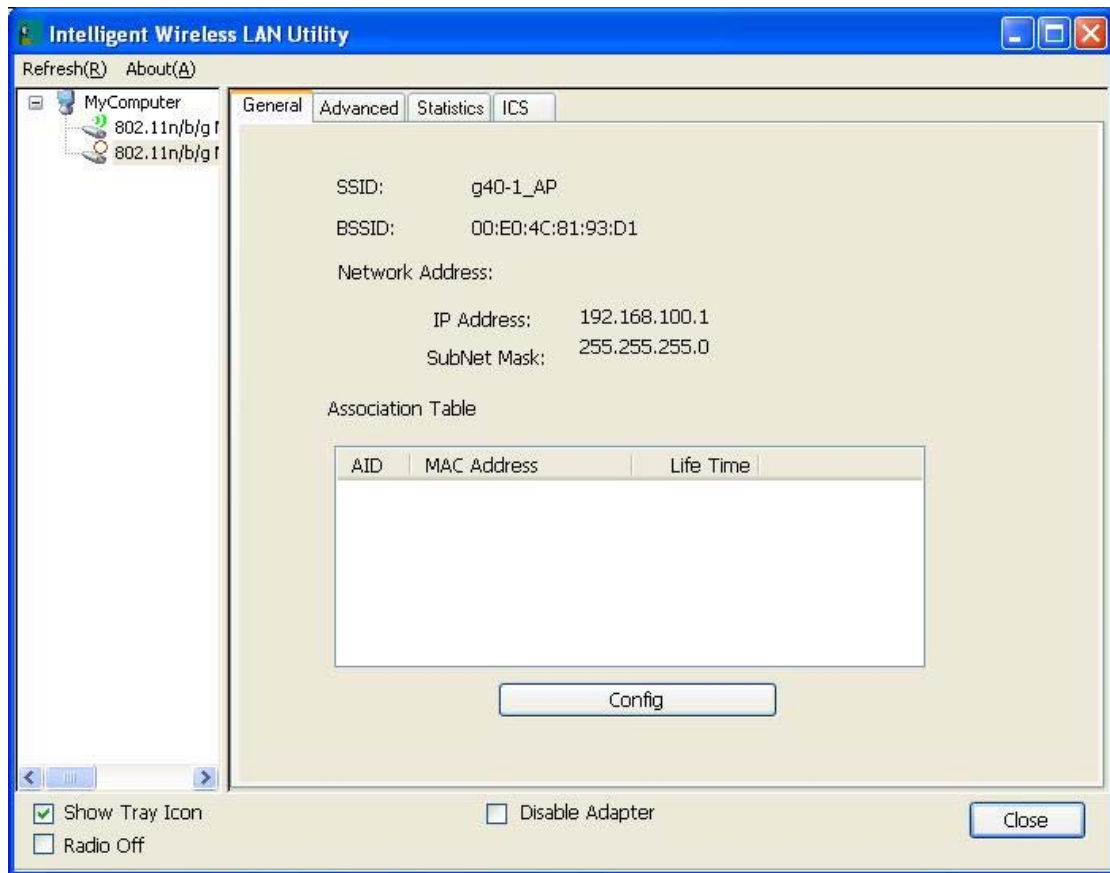 Intelligent Wireless LAN Utility
Refresh(R) About(A)
MyComputer
802.11n/b/g
802.11n/b/g
General Advanced Statistics ICS
SSID: g40-1_AP
BSSID: 00:E0:4C:81:93:D1
Network Address:
IP Address: 192.168.100.1
SubNet Mask: 255.255.255.0
Association Table
AID MAC Address Life Time
Config
Show Tray Icon
Disable Adapter
Close
Radio Off